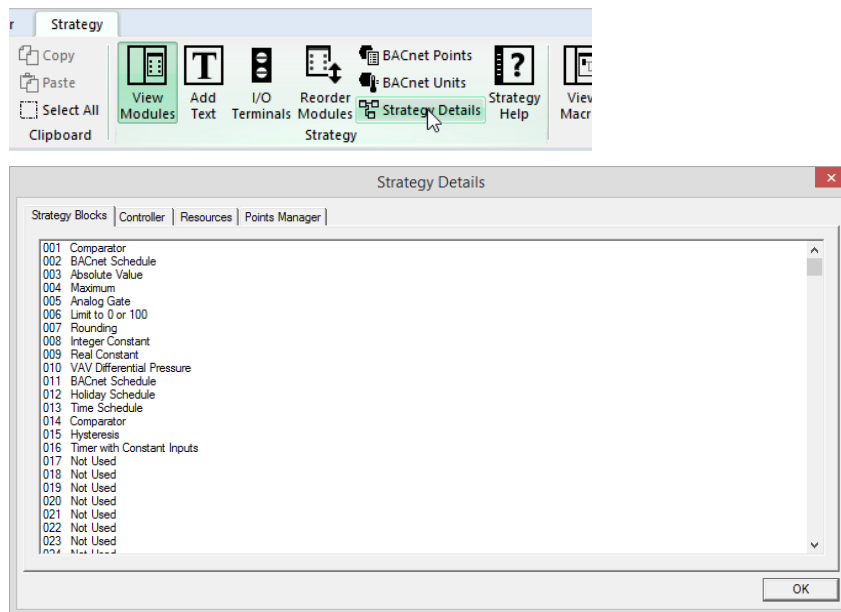 r Strategy
Copy
Paste
Select All
Clipboard
View Modules
Add Text
I/O Terminals
Reorder Modules
BACnet Points
BACnet Units
Strategy Details
Strategy Help
Strategy
View
Macr
Strategy Details
Strategy Blocks Controller Resources Points Manager
001 Comparator
002 BACnet Schedule
003 Absolute Value
004 Maximum
005 Analog Gate
006 Limit to 0 or 100
007 Rounding
008 Integer Constant
009 Real Constant
010 VAV Differential Pressure
011 BACnet Schedule
012 Holiday Schedule
013 Time Schedule
014 Comparator
015 Hysteresis
016 Timer with Constant Inputs
017 Not Used
018 Not Used
019 Not Used
020 Not Used
021 Not Used
022 Not Used
023 Not Used
024 Not Used
OK